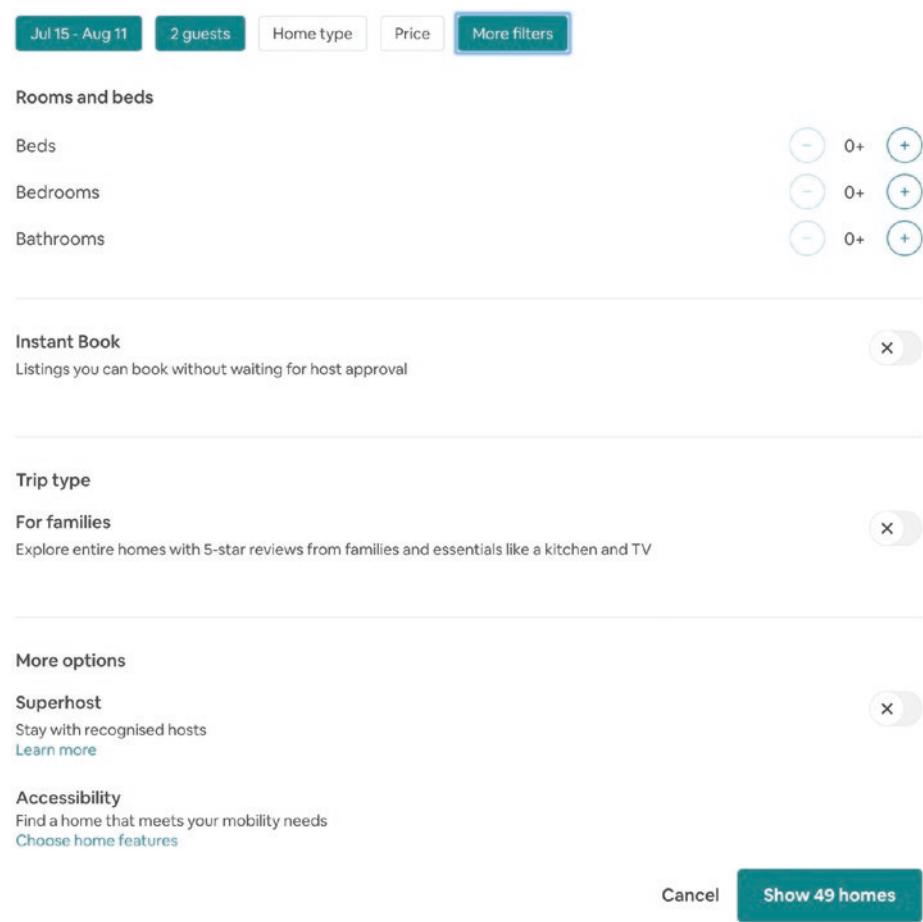 Jul 15 - Aug 11 2 guests Home type Price More filters
Rooms and beds
Beds − 0+ +
Bedrooms − 0+ +
Bathrooms − 0+ +
Instant Book
Listings you can book without waiting for host approval
Trip type
For families
Explore entire homes with 5-star reviews from families and essentials like a kitchen and TV
More options
Superhost
Stay with recognised hosts
Learn more
Accessibility
Find a home that meets your mobility needs
Choose home features
Cancel Show 49 homes